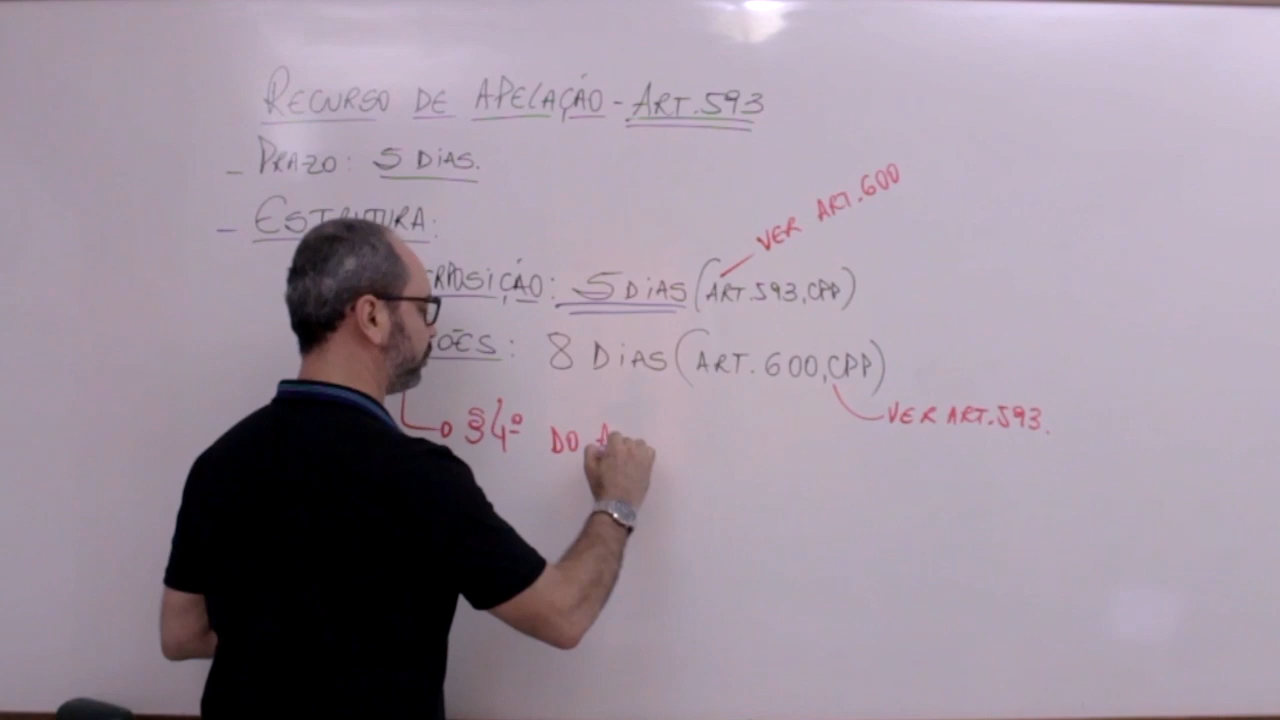 RECURSO DE APELAÇÃO - ART. 593
- PRAZO: 5 DIAS.
- ESTRUTURA:
VER ART. 600
RPOSIÇÃO: 5 DIAS (ART. 593, CPP)
ÕES: 8 DIAS (ART. 600, CPP)
VER ART. 593.
§4º DO A